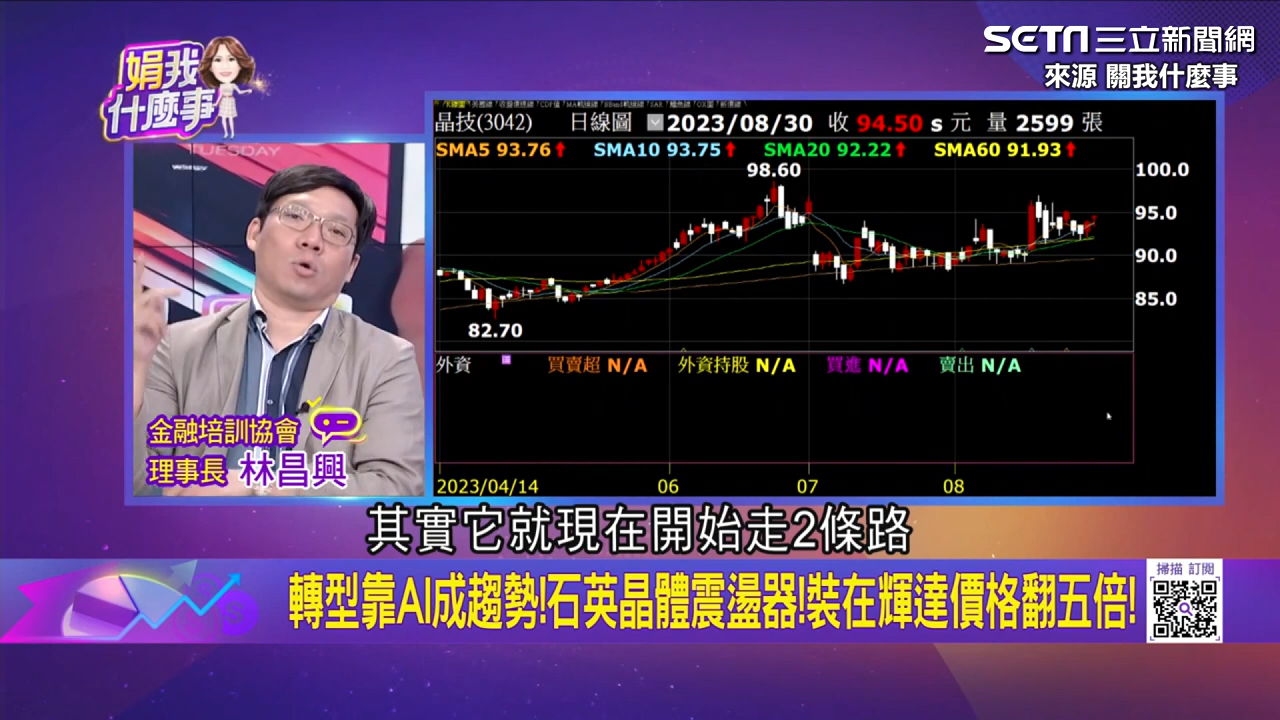 SETN 三立新聞網
來源 關我什麼事
娟我
什麼事
TUESDAY
晶技(3042) 日線圖 2023/08/30 收 94.50 s 元 量 2599 張
SMA5 93.76↑ SMA10 93.75↑ SMA20 92.22↑ SMA60 91.93↑
98.60
100.0
95.0
90.0
85.0
82.70
外資 買賣超 N/A 外資持股 N/A 買進 N/A 賣出 N/A
2023/04/14 06 07 08
金融培訓協會
理事長 林昌興
其實它就現在開始走2條路
轉型靠AI成趨勢!石英晶體震盪器!裝在輝達價格翻五倍!
掃描 訂閱